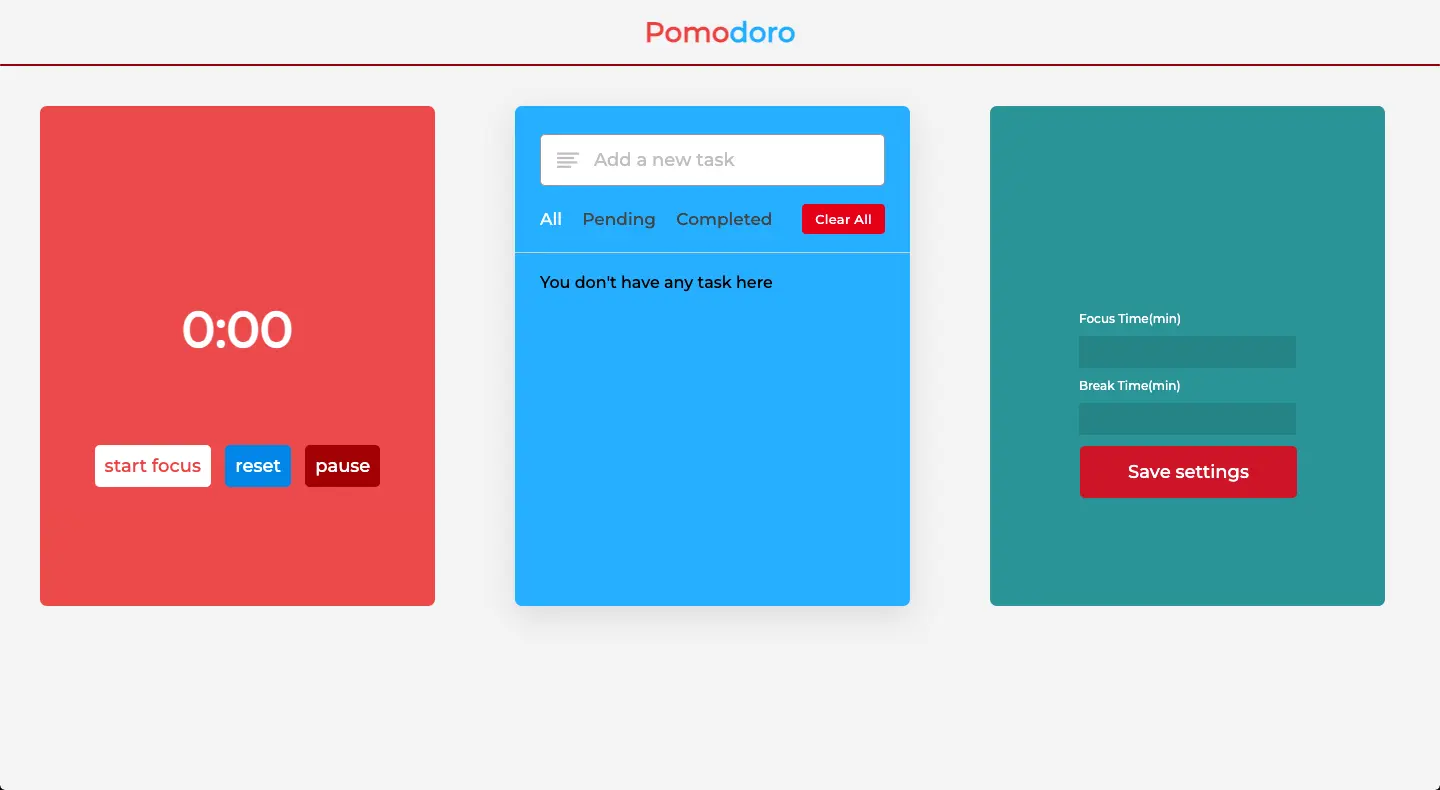 Pomodoro
0:00
start focus reset pause
Add a new task
All Pending Completed Clear All
You don't have any task here
Focus Time(min)
Break Time(min)
Save settings